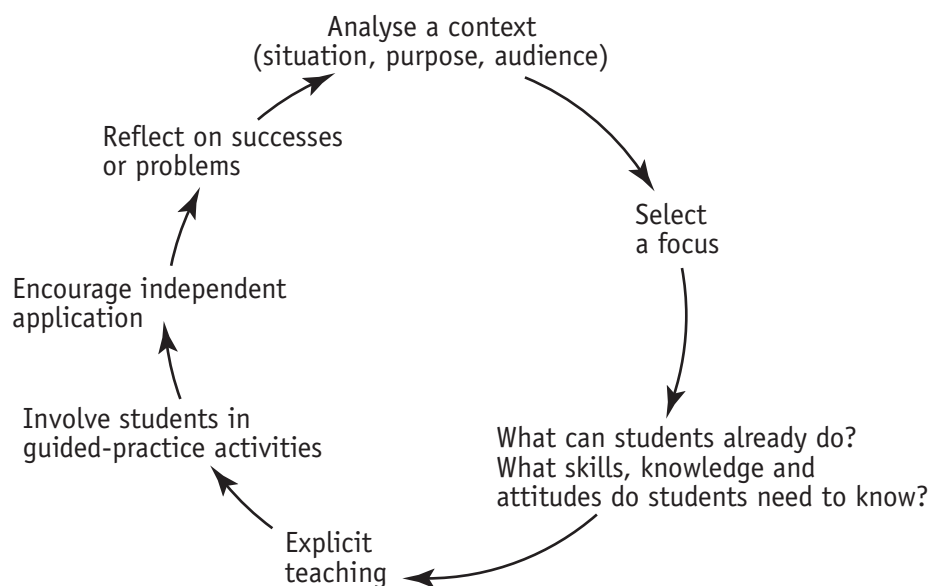 Analyse a context
(situation, purpose, audience)
Select
a focus
What can students already do?
What skills, knowledge and
attitudes do students need to know?
Explicit
teaching
Involve students in
guided-practice activities
Encourage independent
application
Reflect on successes
or problems